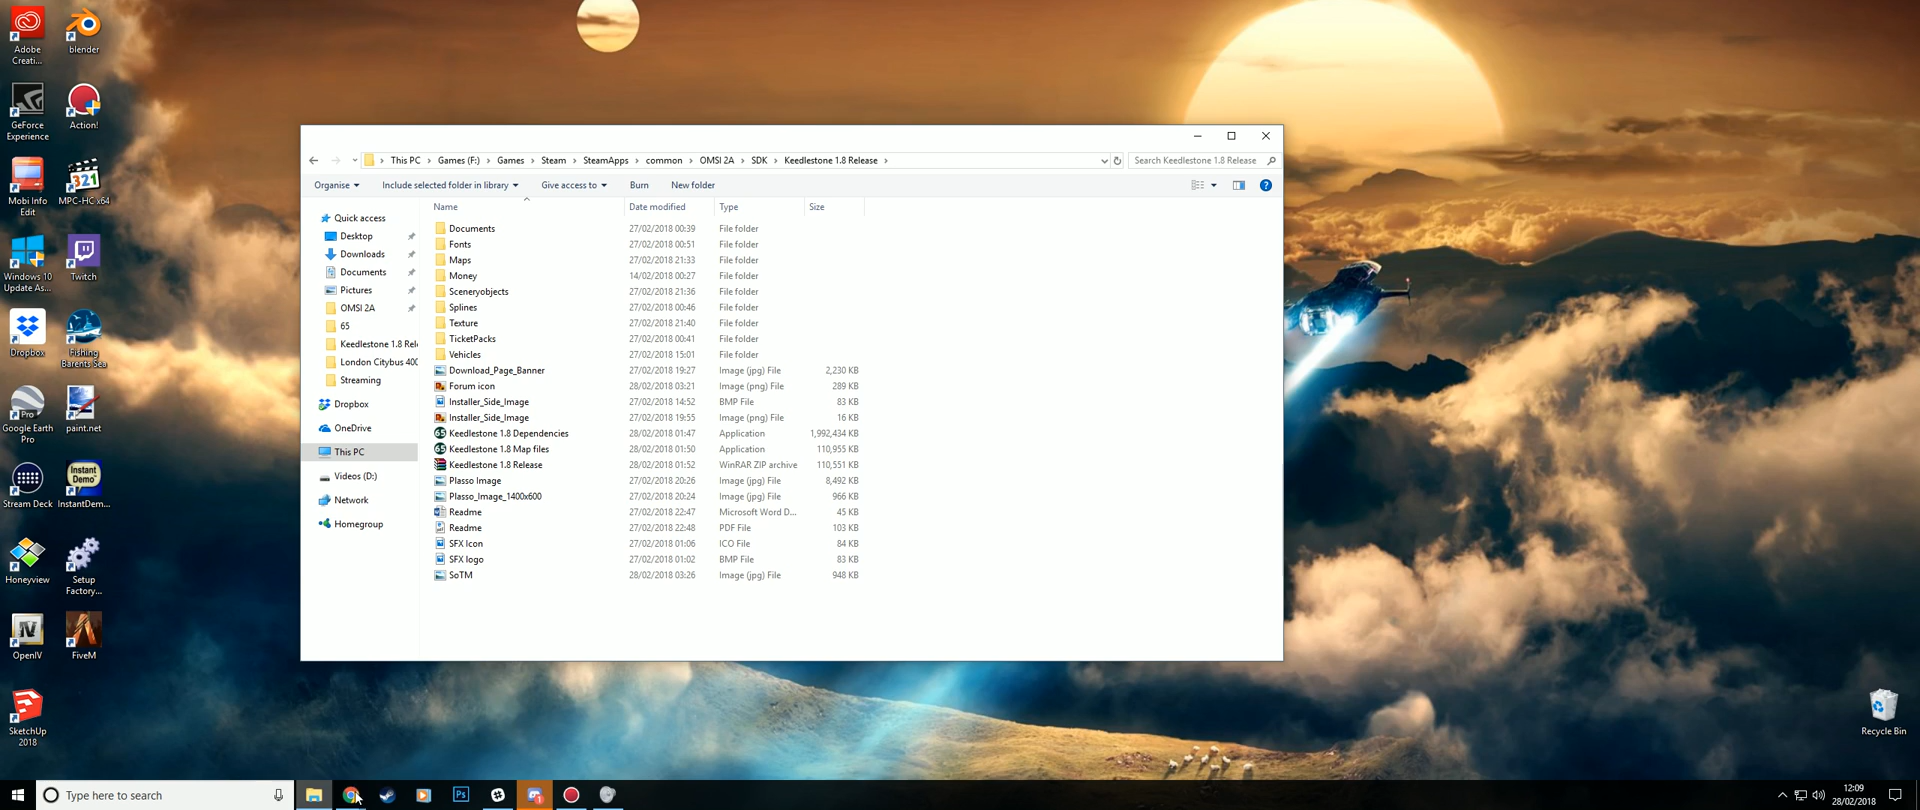 Adobe
Creati...
blender
GeForce
Experience
Action!
Mobi Info
Edit
MPC-HC x64
Windows 10
Update As...
Twitch
Dropbox
Fishing
Barents Sea
Pro
Google Earth
Pro
paint.net
Stream Deck
Instant
Demo
InstantDem...
Honeyview
Setup
Factory...
IV
OpenIV
FiveM
SketchUp
2018
Recycle Bin
This PC > Games (F:) > Games > Steam > SteamApps > common > OMSI 2A > SDK > Keedlestone 1.8 Release >
Search Keedlestone 1.8 Release
Organise
Include selected folder in library
Give access to
Burn
New folder
Quick access
Desktop
Downloads
Documents
Pictures
OMSI 2A
65
Keedlestone 1.8 Rel
London Citybus 400
Streaming
Dropbox
OneDrive
This PC
Videos (D:)
Network
Homegroup
Name Date modified Type Size
Documents 27/02/2018 00:39 File folder
Fonts 27/02/2018 00:51 File folder
Maps 27/02/2018 21:33 File folder
Money 14/02/2018 00:27 File folder
Sceneryobjects 27/02/2018 21:36 File folder
Splines 27/02/2018 00:46 File folder
Texture 27/02/2018 21:40 File folder
TicketPacks 27/02/2018 00:41 File folder
Vehicles 27/02/2018 15:01 File folder
Download_Page_Banner 27/02/2018 19:27 Image (jpg) File 2,230 KB
Forum icon 28/02/2018 03:21 Image (png) File 289 KB
Installer_Side_Image 27/02/2018 14:52 BMP File 83 KB
Installer_Side_Image 27/02/2018 19:55 Image (png) File 16 KB
65 Keedlestone 1.8 Dependencies 28/02/2018 01:47 Application 1,992,434 KB
65 Keedlestone 1.8 Map files 28/02/2018 01:50 Application 110,955 KB
Keedlestone 1.8 Release 28/02/2018 01:52 WinRAR ZIP archive 110,551 KB
Plasso Image 27/02/2018 20:26 Image (jpg) File 8,492 KB
Plasso_Image_1400x600 27/02/2018 20:24 Image (jpg) File 966 KB
Readme 27/02/2018 22:47 Microsoft Word D... 45 KB
Readme 27/02/2018 22:48 PDF File 103 KB
SFX Icon 27/02/2018 01:06 ICO File 84 KB
SFX logo 27/02/2018 01:02 BMP File 83 KB
SoTM 28/02/2018 03:26 Image (jpg) File 948 KB
Type here to search
Ps
12:09
28/02/2018